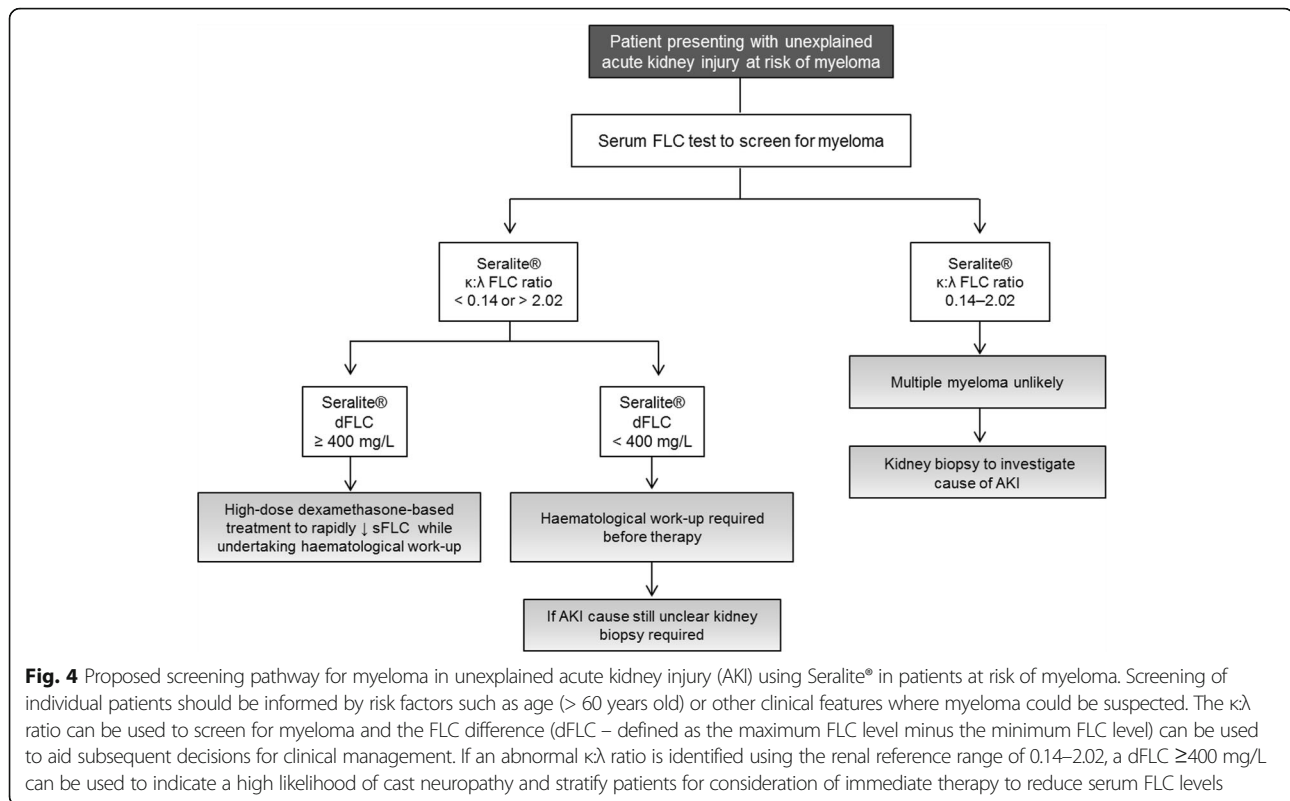 Patient presenting with unexplained
acute kidney injury at risk of myeloma
Serum FLC test to screen for myeloma
Seralite®
κ:λ FLC ratio
< 0.14 or > 2.02
Seralite®
κ:λ FLC ratio
0.14–2.02
Seralite®
dFLC
≥ 400 mg/L
Seralite®
dFLC
< 400 mg/L
Multiple myeloma unlikely
Kidney biopsy to investigate
cause of AKI
High-dose dexamethasone-based
treatment to rapidly ↓ sFLC while
undertaking haematological work-up
Haematological work-up required
before therapy
If AKI cause still unclear kidney
biopsy required
Fig. 4 Proposed screening pathway for myeloma in unexplained acute kidney injury (AKI) using Seralite® in patients at risk of myeloma. Screening of
individual patients should be informed by risk factors such as age (> 60 years old) or other clinical features where myeloma could be suspected. The κ:λ
ratio can be used to screen for myeloma and the FLC difference (dFLC – defined as the maximum FLC level minus the minimum FLC level) can be used
to aid subsequent decisions for clinical management. If an abnormal κ:λ ratio is identified using the renal reference range of 0.14–2.02, a dFLC ≥400 mg/L
can be used to indicate a high likelihood of cast neuropathy and stratify patients for consideration of immediate therapy to reduce serum FLC levels